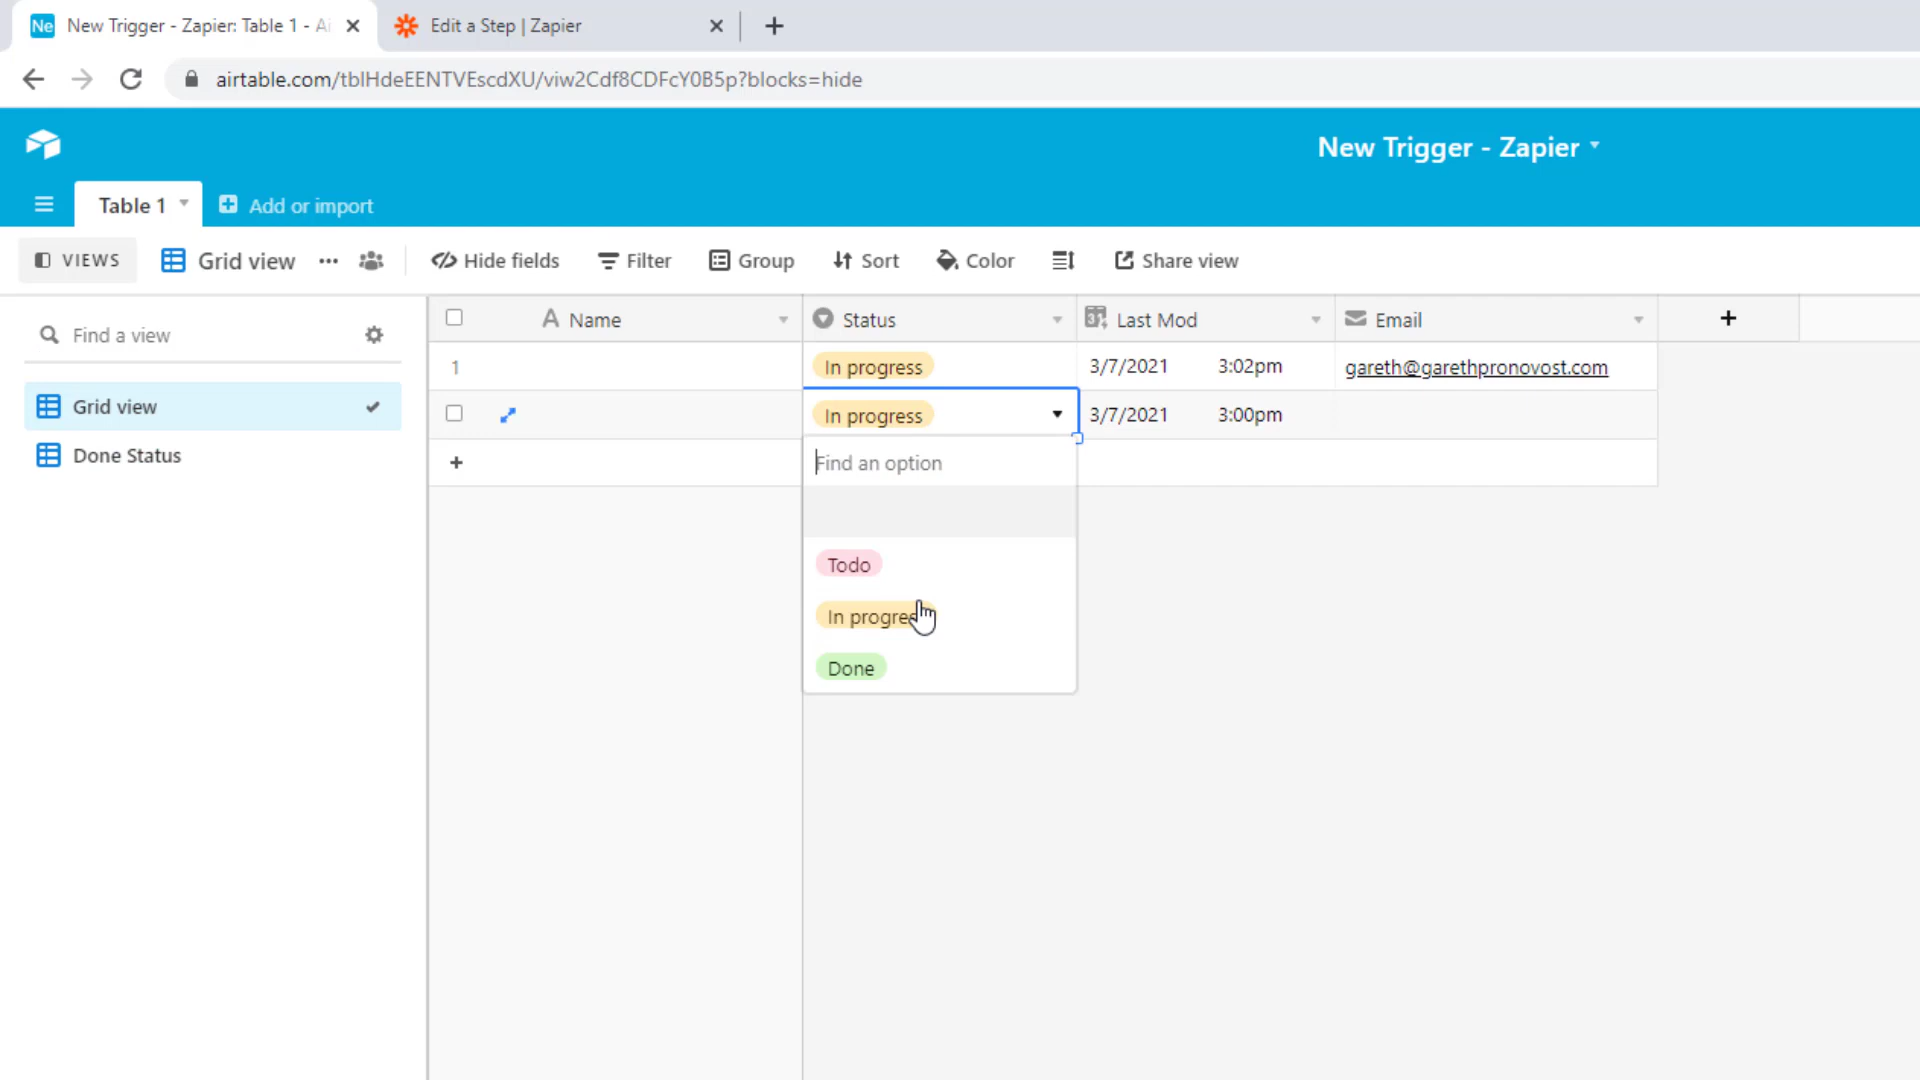 Ne New Trigger - Zapier: Table 1 - Ai
Edit a Step | Zapier
airtable.com/tblHdeEENTVEscdXU/viw2Cdf8CDFcY0B5p?blocks=hide
New Trigger - Zapier
Table 1
Add or import
VIEWS
Grid view
Hide fields
Filter
Group
Sort
Color
Share view
Find a view
Grid view
Done Status
Name
Status
Last Mod
Email
1
In progress
3/7/2021 3:02pm
gareth@garethpronovost.com
In progress
3/7/2021 3:00pm
Find an option
Todo
In progre
Done